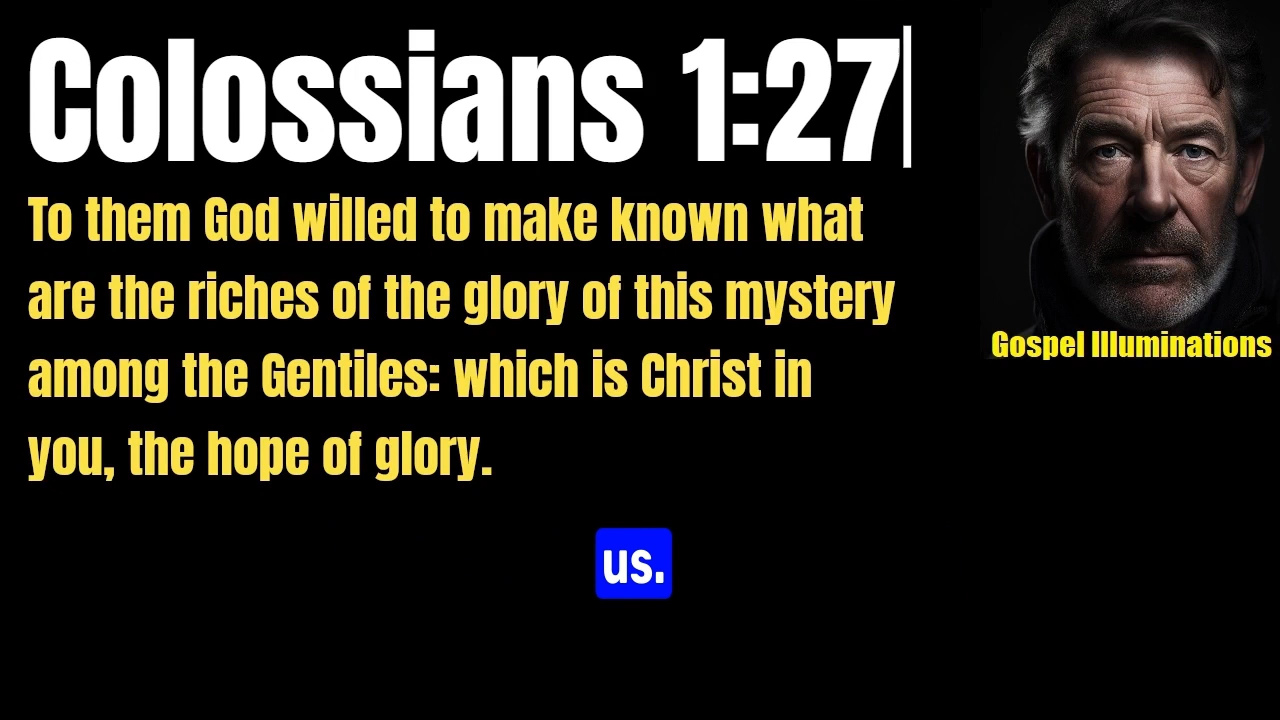 Colossians 1:27
To them God willed to make known what
are the riches of the glory of this mystery
among the Gentiles: which is Christ in
you, the hope of glory.
Gospel Illuminations
us.